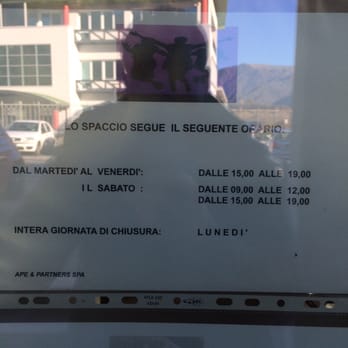 LO SPACCIO SEGUE IL SEGUENTE ORARIO.
DAL MARTEDI' AL VENERDI': DALLE 15,00 ALLE 19,00
IL SABATO : DALLE 09,00 ALLE 12,00
DALLE 15,00 ALLE 19,00
INTERA GIORNATA DI CHIUSURA: LUNEDI'
APE & PARTNERS SPA